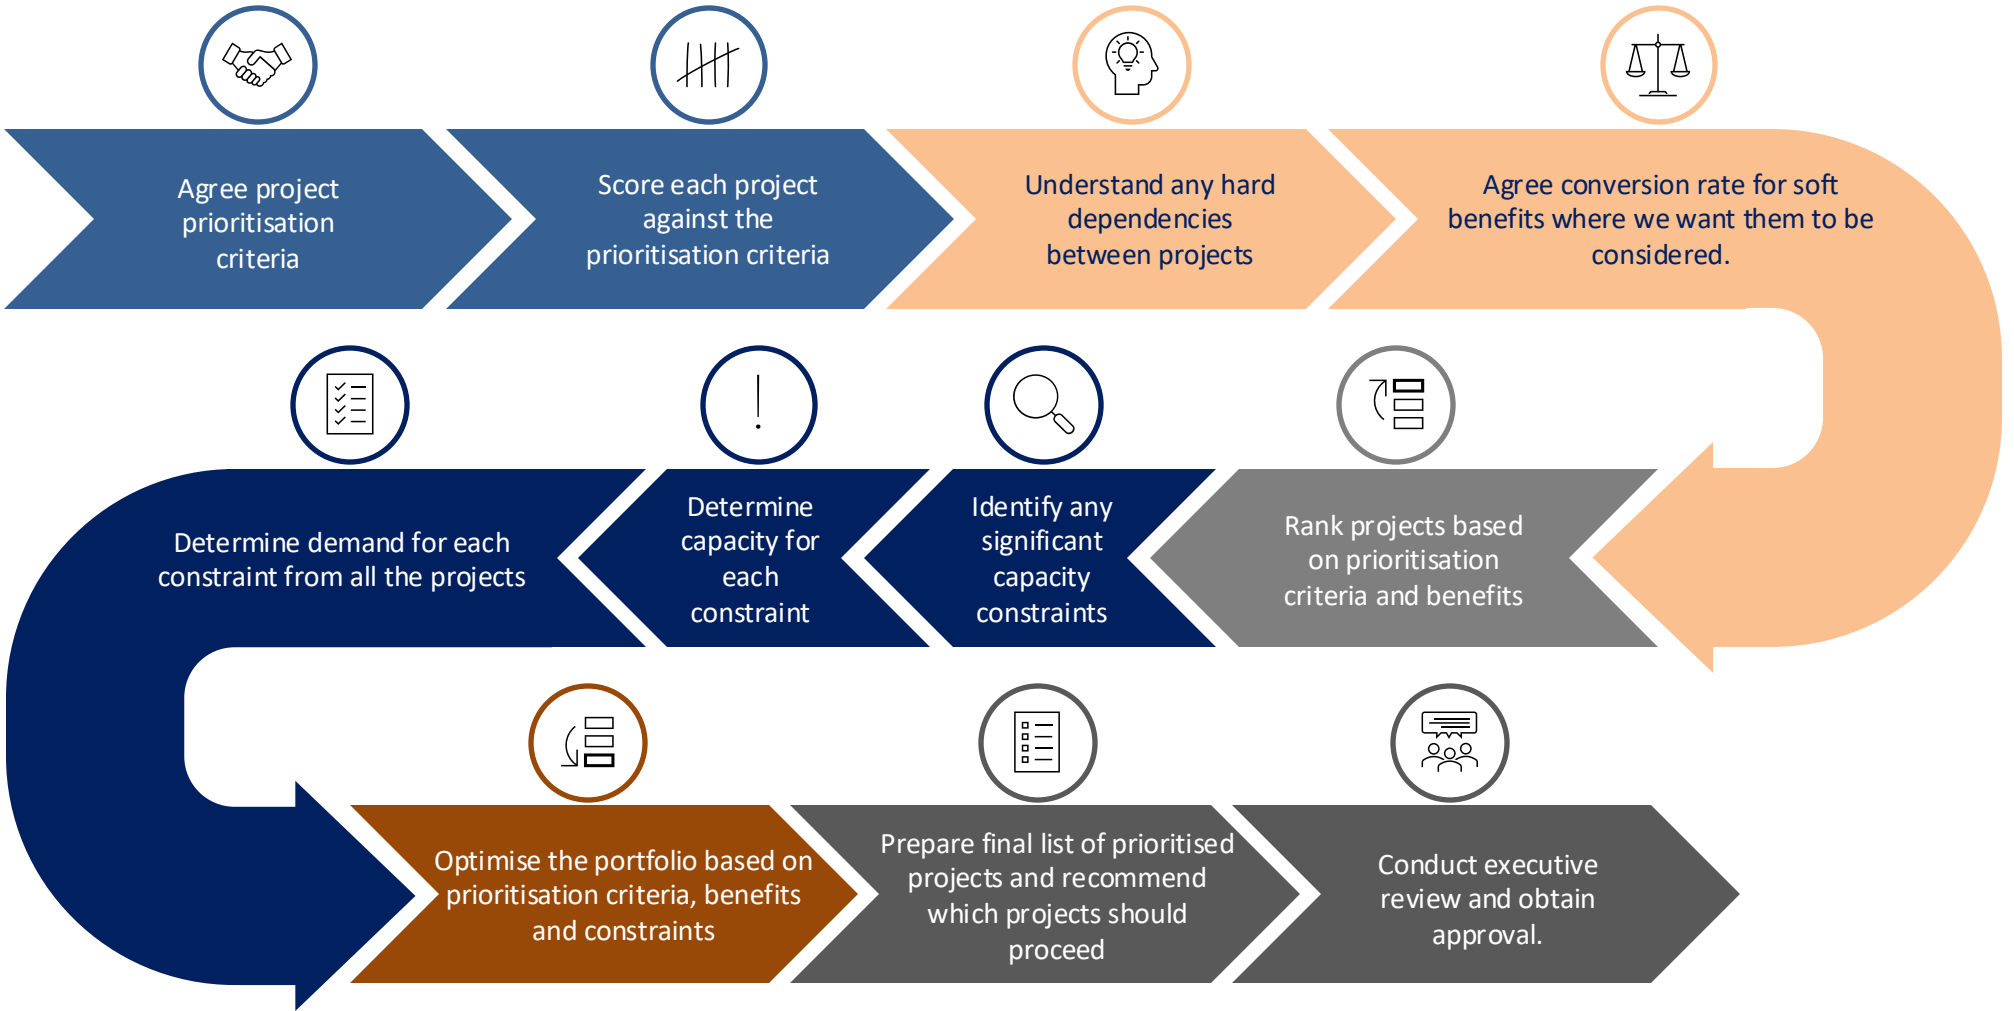 Agree project
prioritisation
criteria
Score each project
against the
prioritisation criteria
Understand any hard
dependencies
between projects
Agree conversion rate for soft
benefits where we want them to be
considered.
Rank projects based
on prioritisation
criteria and benefits
Identify any
significant
capacity
constraints
Determine
capacity for
each
constraint
Determine demand for each
constraint from all the projects
Optimise the portfolio based on
prioritisation criteria, benefits
and constraints
Prepare final list of prioritised
projects and recommend
which projects should
proceed
Conduct executive
review and obtain
approval.